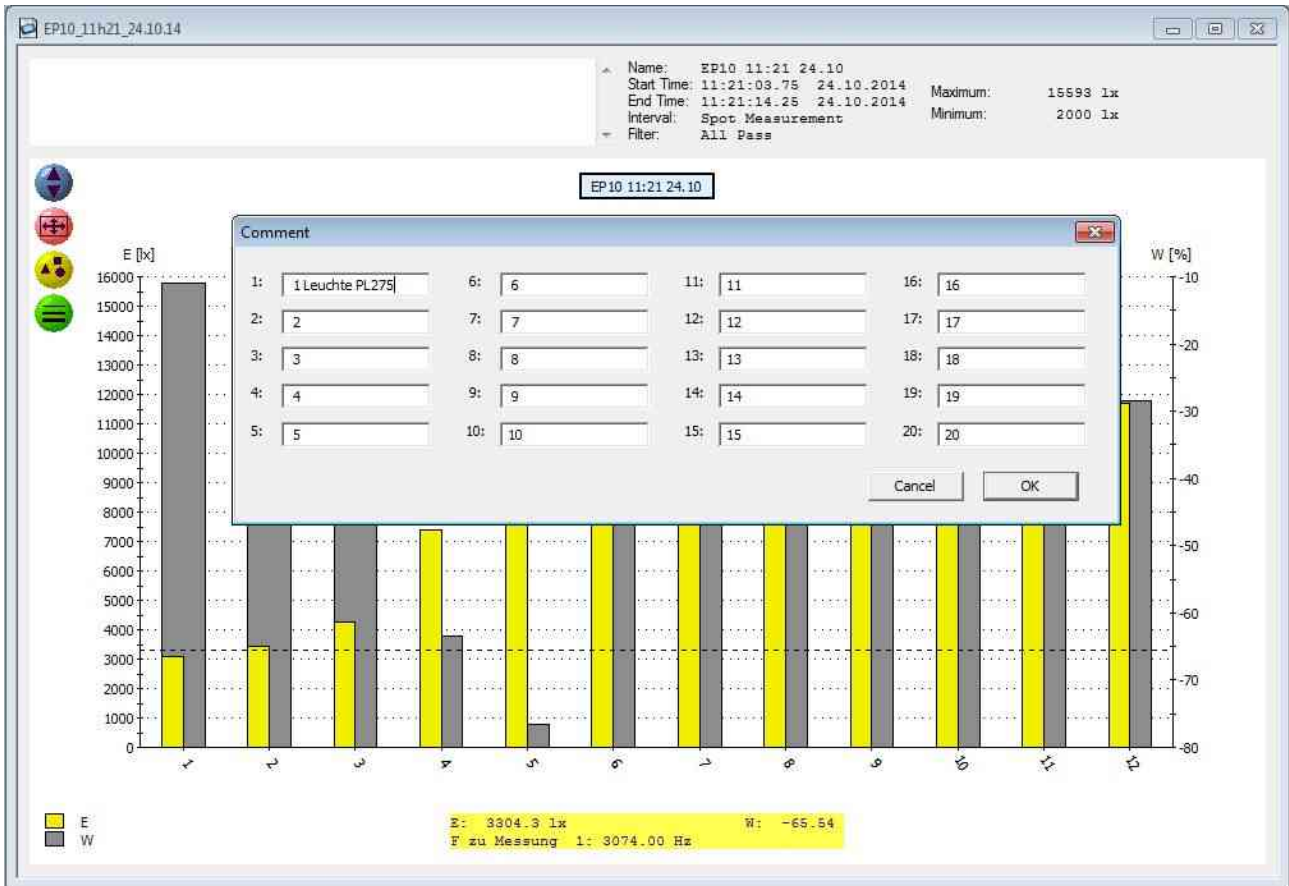 EP10_11h21_24.10.14
Name: EP10 11:21 24.10
Start Time: 11:21:03.75 24.10.2014
End Time: 11:21:14.25 24.10.2014
Interval: Spot Measurement
Filter: All Pass
Maximum: 15593 lx
Minimum: 2000 lx
EP10 11:21 24.10
Comment
1: 1 Leuchte PL275 6: 6 11: 11 16: 16
2: 2 7: 7 12: 12 17: 17
3: 3 8: 8 13: 13 18: 18
4: 4 9: 9 14: 14 19: 19
5: 5 10: 10 15: 15 20: 20
Cancel OK
E [lx]
16000
15000
14000
13000
12000
11000
10000
9000
8000
7000
6000
5000
4000
3000
2000
1000
0
W [%]
-10
-20
-30
-40
-50
-60
-70
-80
1 2 3 4 5 6 7 8 9 10 11 12
E
W
E: 3304.3 lx W: -65.54
F zu Messung 1: 3074.00 Hz